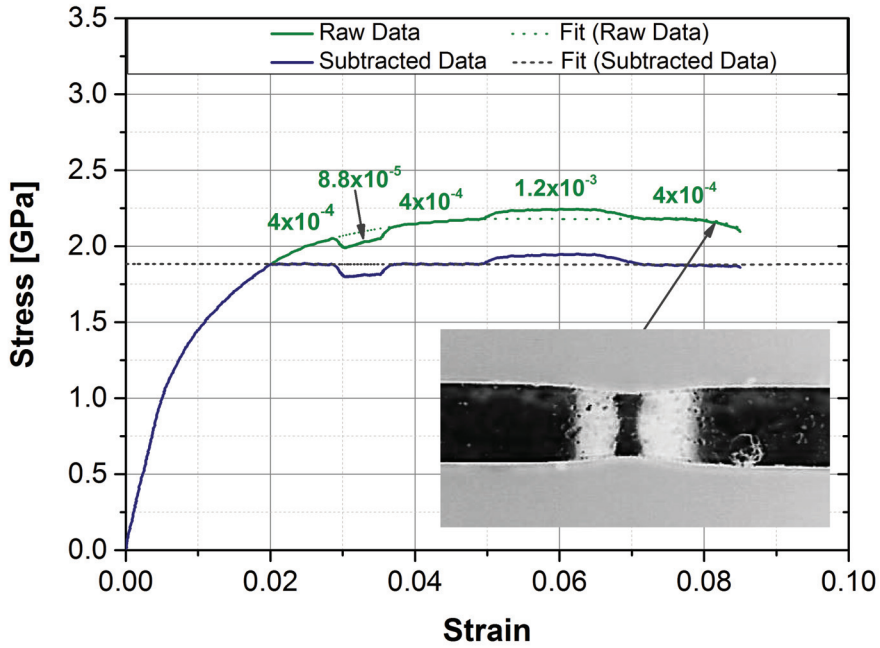 Raw Data Fit (Raw Data)
Subtracted Data Fit (Subtracted Data)
3.5
3.0
2.5
2.0
1.5
1.0
0.5
0.0
Stress [GPa]
4x10⁻⁴
8.8x10⁻⁵
4x10⁻⁴
1.2x10⁻³
4x10⁻⁴
0.00 0.02 0.04 0.06 0.08 0.10
Strain